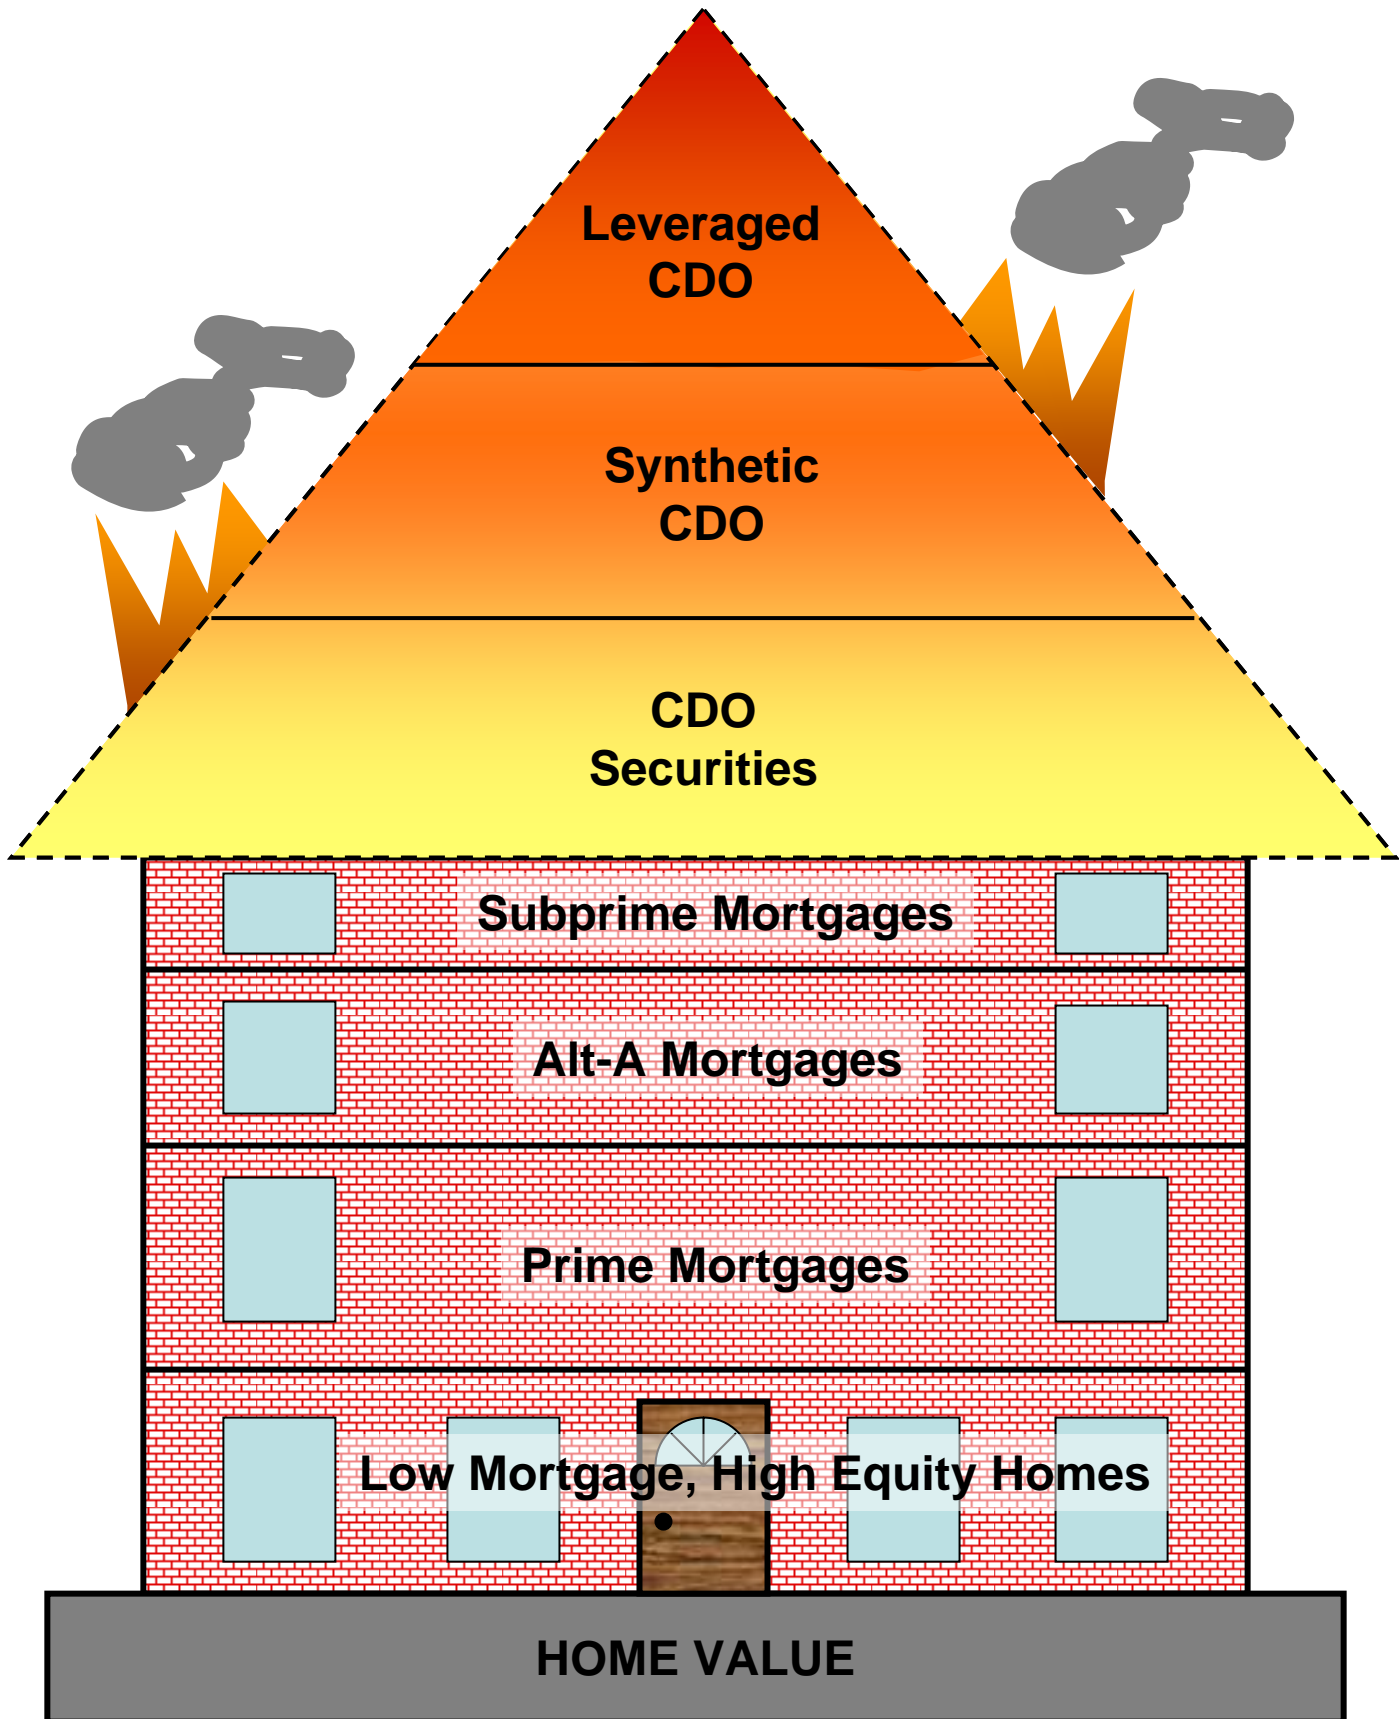 Leveraged
CDO
Synthetic
CDO
CDO
Securities
Subprime Mortgages
Alt-A Mortgages
Prime Mortgages
Low Mortgage, High Equity Homes
HOME VALUE